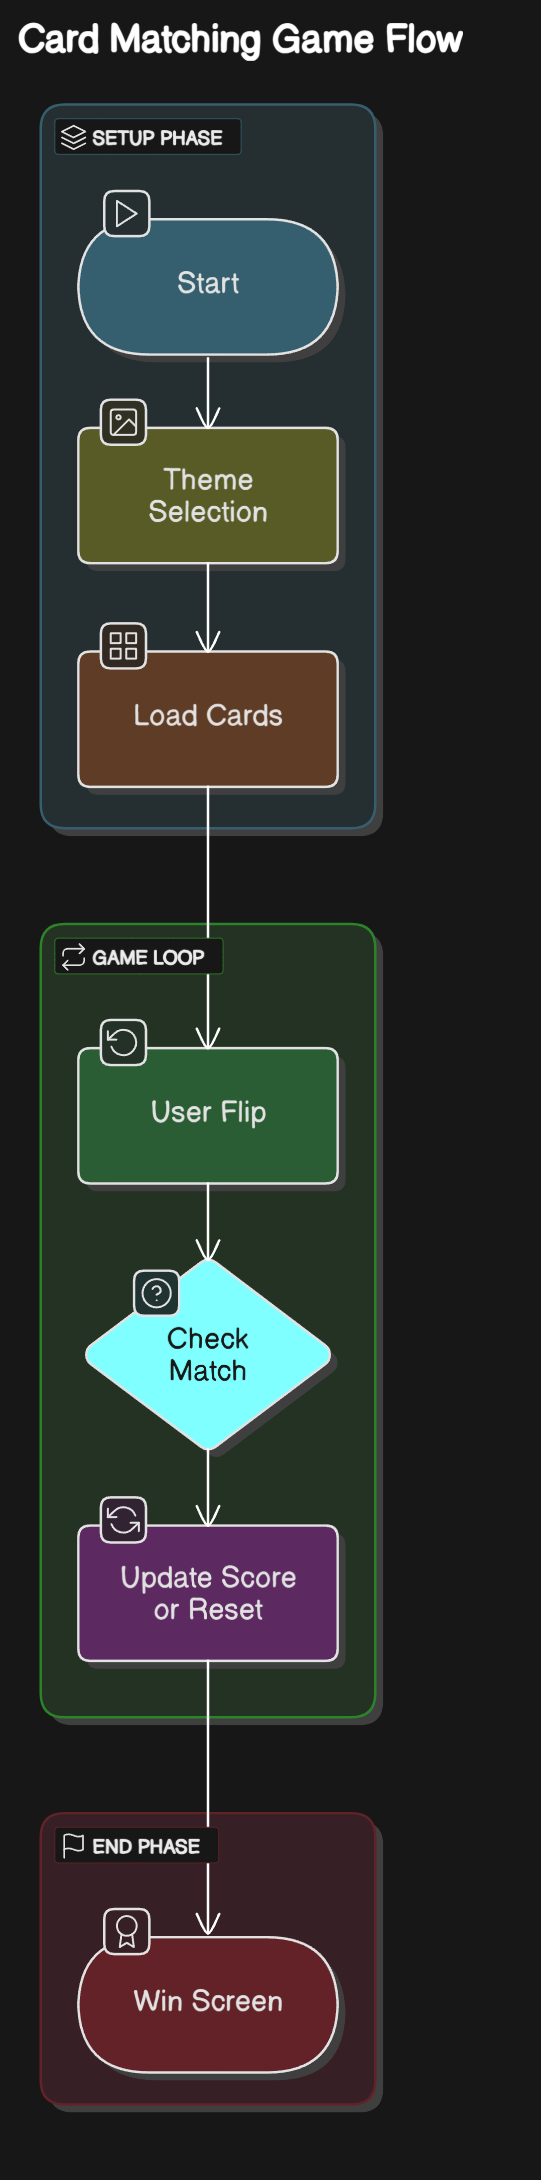 Card Matching Game Flow
SETUP PHASE
Start
Theme
Selection
Load Cards
GAME LOOP
User Flip
Check
Match
Update Score
or Reset
END PHASE
Win Screen